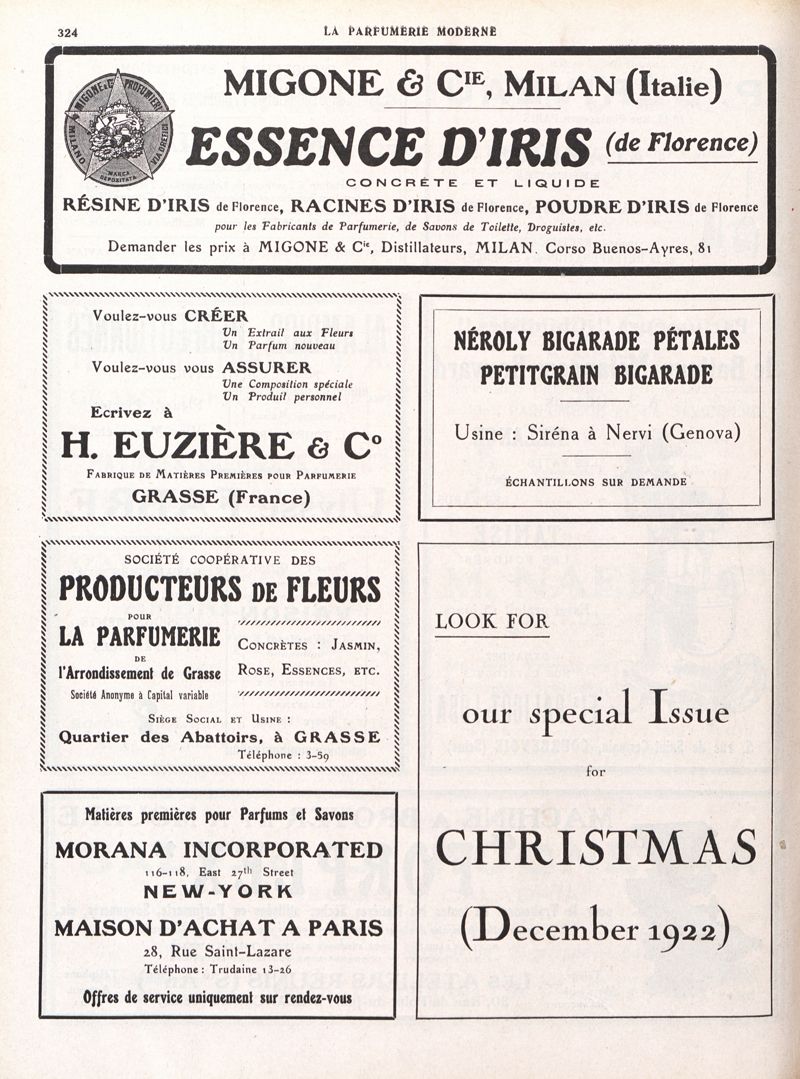 324
LA PARFUMERIE MODERNE
MIGONE & C PROFUMIERI
MILANO
MARCA
DEPOSITATA
MIGONE & CIE, MILAN (Italie)
ESSENCE D'IRIS (de Florence)
CONCRÈTE ET LIQUIDE
RÉSINE D'IRIS de Florence, RACINES D'IRIS de Florence, POUDRE D'IRIS de Florence
pour les Fabricants de Parfumerie, de Savons de Toilette, Droguistes, etc.
Demander les prix à MIGONE & Cie, Distillateurs, MILAN. Corso Buenos-Ayres, 81
Voulez-vous CRÉER
Un Extrait aux Fleurs
Un Parfum nouveau
Voulez-vous vous ASSURER
Une Composition spéciale
Un Produit personnel
Ecrivez à
H. EUZIÈRE & Co
FABRIQUE DE MATIÈRES PREMIÈRES POUR PARFUMERIE
GRASSE (France)
NÉROLY BIGARADE PÉTALES
PETITGRAIN BIGARADE
Usine : Siréna à Nervi (Genova)
ÉCHANTILLONS SUR DEMANDE
SOCIÉTÉ COOPÉRATIVE DES
PRODUCTEURS DE FLEURS
POUR
LA PARFUMERIE
DE
l'Arrondissement de Grasse
Société Anonyme à Capital variable
CONCRÈTES : JASMIN,
ROSE, ESSENCES, ETC.
SIÈGE SOCIAL ET USINE :
Quartier des Abattoirs, à GRASSE
Téléphone : 3-59
Matières premières pour Parfums et Savons
MORANA INCORPORATED
116-118, East 27th Street
NEW-YORK
MAISON D'ACHAT A PARIS
28, Rue Saint-Lazare
Téléphone : Trudaine 13-26
Offres de service uniquement sur rendez-vous
LOOK FOR
our special Issue
for
CHRISTMAS
(December 1922)